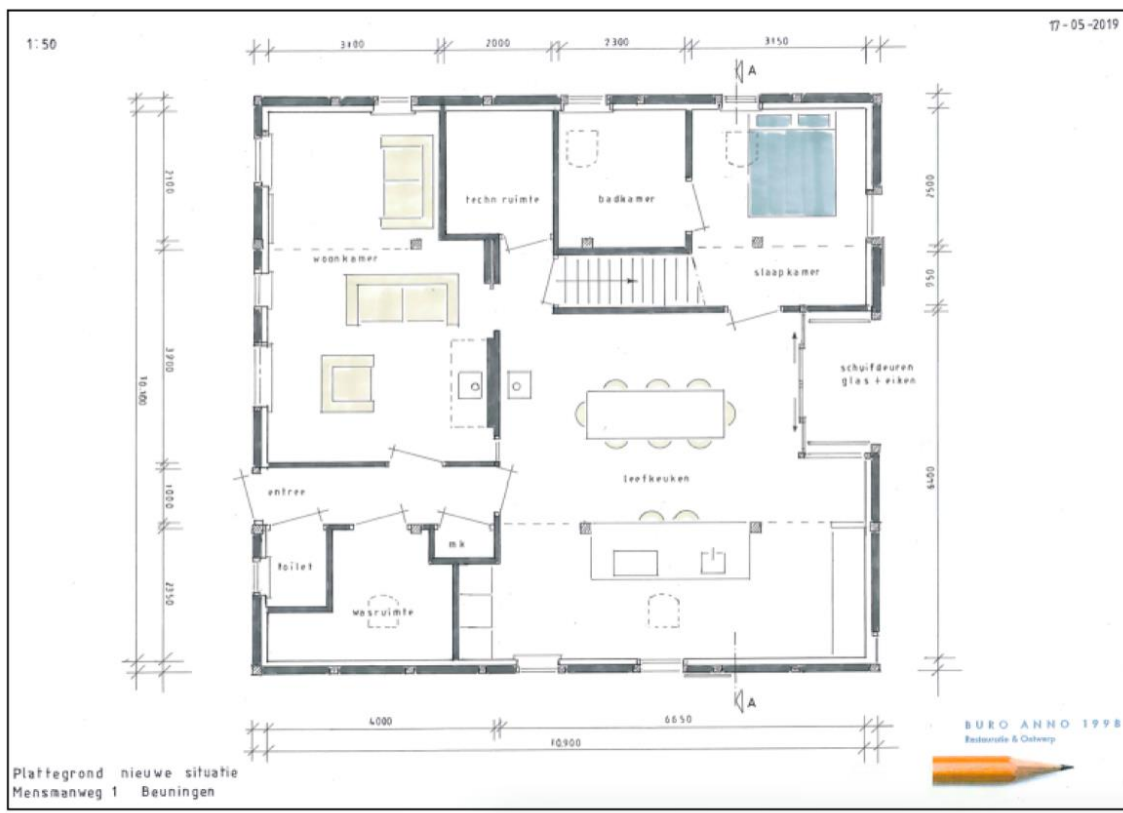 1:50
17-05-2019
3100
2000
2300
3150
A
2100
3900
10.100
1000
2350
2500
950
6400
techn ruimte
badkamer
woonkamer
slaapkamer
schuifdeuren
glas + eiken
leefkeuken
entree
mk
toilet
wasruimte
A
4000
6650
10.900
BURO ANNO 1998
Restauratie & Ontwerp
Plattegrond nieuwe situatie
Mensmanweg 1 Beuningen